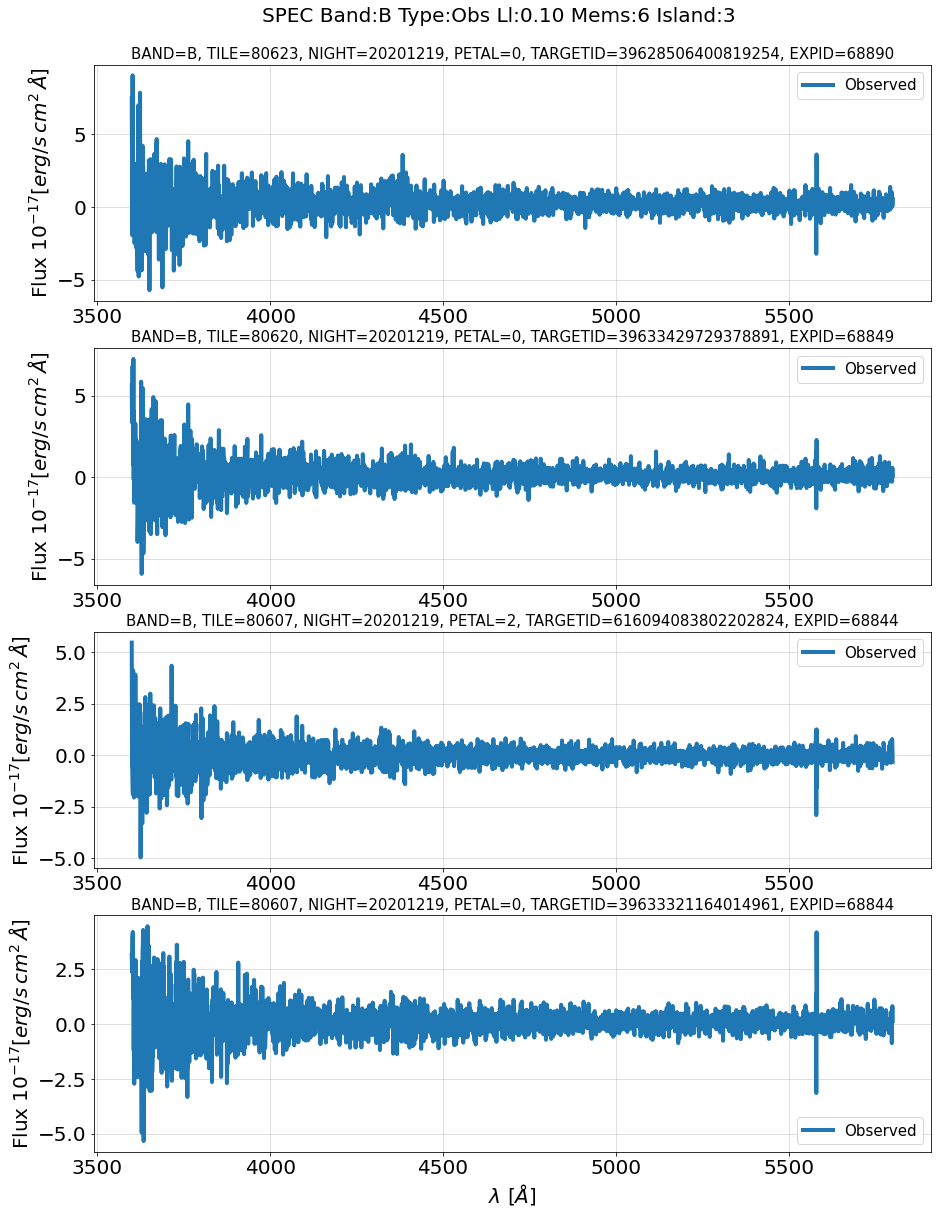 SPEC Band:B Type:Obs Ll:0.10 Mems:6 Island:3
BAND=B, TILE=80623, NIGHT=20201219, PETAL=0, TARGETID=39628506400819254, EXPID=68890
Flux 10⁻¹⁷[erg/s cm² Å]
Observed
5
0
−5
3500 4000 4500 5000 5500
BAND=B, TILE=80620, NIGHT=20201219, PETAL=0, TARGETID=39633429729378891, EXPID=68849
Flux 10⁻¹⁷[erg/s cm² Å]
Observed
5
0
−5
3500 4000 4500 5000 5500
BAND=B, TILE=80607, NIGHT=20201219, PETAL=2, TARGETID=616094083802202824, EXPID=68844
Flux 10⁻¹⁷[erg/s cm² Å]
Observed
5.0
2.5
0.0
−2.5
−5.0
3500 4000 4500 5000 5500
BAND=B, TILE=80607, NIGHT=20201219, PETAL=0, TARGETID=39633321164014961, EXPID=68844
Flux 10⁻¹⁷[erg/s cm² Å]
2.5
0.0
−2.5
−5.0
Observed
3500 4000 4500 5000 5500
λ [Å]